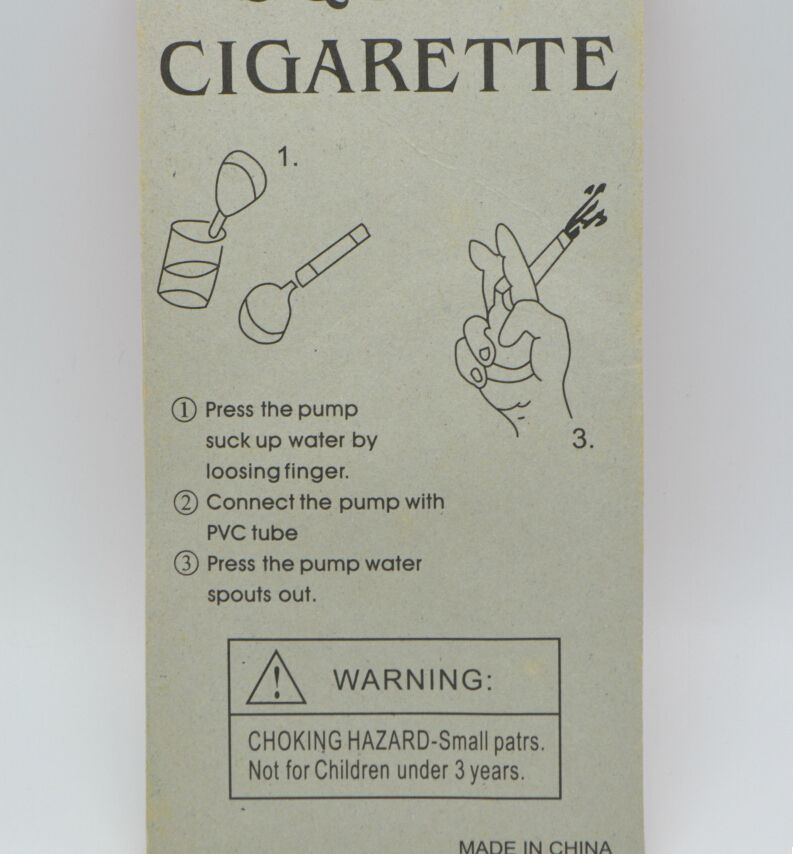 CIGARETTE
1.
3.
① Press the pump
suck up water by
loosing finger.
② Connect the pump with
PVC tube
③ Press the pump water
spouts out.
WARNING:
CHOKING HAZARD-Small patrs.
Not for Children under 3 years.
MADE IN CHINA